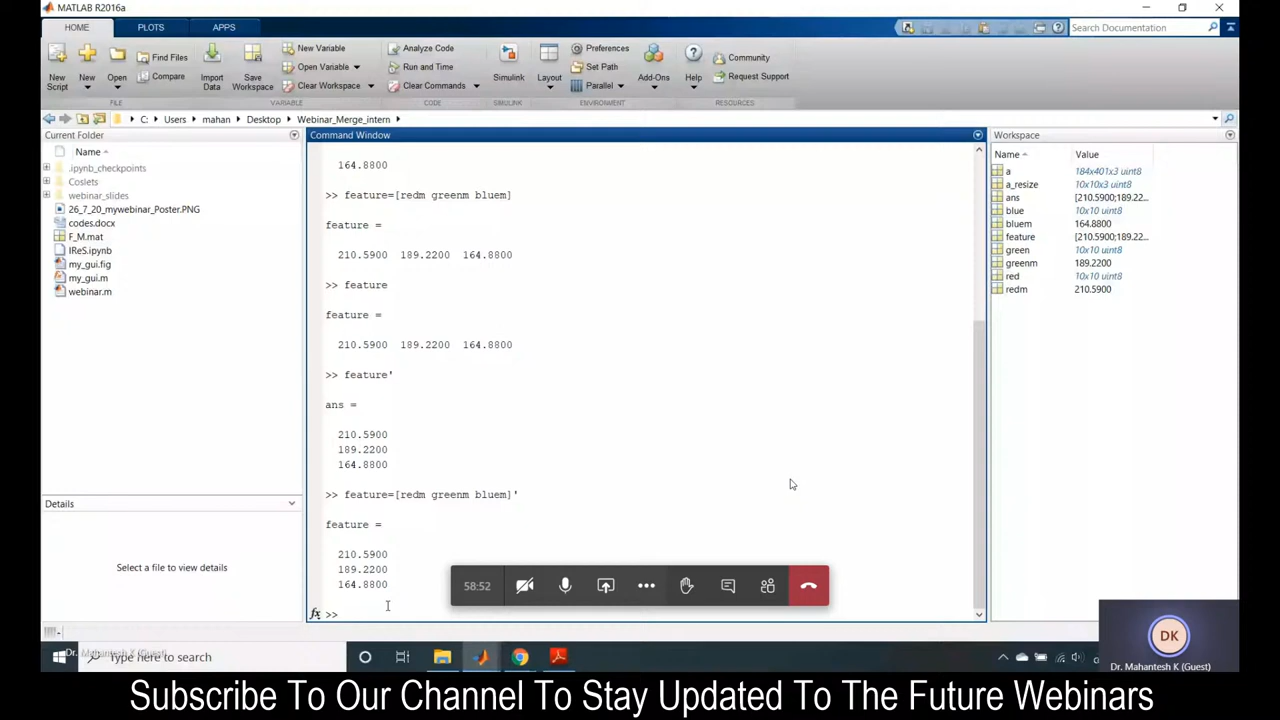 MATLAB R2016a
HOME PLOTS APPS
Search Documentation
New Script
New
Open
Find Files
Compare
Import Data
Save Workspace
New Variable
Open Variable
Clear Workspace
Analyze Code
Run and Time
Clear Commands
Simulink
Layout
Preferences
Set Path
Parallel
Add-Ons
Help
Community
Request Support
FILE VARIABLE CODE SIMULINK ENVIRONMENT RESOURCES
C: Users mahan Desktop Webinar_Merge_intern
Current Folder
Name
.ipynb_checkpoints
Coslets
webinar_slides
26_7_20_mywebinar_Poster.PNG
codes.docx
F_M.mat
IReS.ipynb
my_gui.fig
my_gui.m
webinar.m
Details
Select a file to view details
Command Window
164.8800
>> feature=[redm greenm bluem]
feature =
210.5900 189.2200 164.8800
>> feature
feature =
210.5900 189.2200 164.8800
>> feature'
ans =
210.5900
189.2200
164.8800
>> feature=[redm greenm bluem]'
feature =
210.5900
189.2200
164.8800
fx >>
Workspace
Name Value
a 184x401x3 uint8
a_resize 10x10x3 uint8
ans [210.5900;189.22...
blue 10x10 uint8
bluem 164.8800
feature [210.5900;189.22...
green 10x10 uint8
greenm 189.2200
red 10x10 uint8
redm 210.5900
58:52
DK
Dr. Mahantesh K (Guest)
Dr. Mahantesh K (Guest)
Type here to search
Subscribe To Our Channel To Stay Updated To The Future Webinars